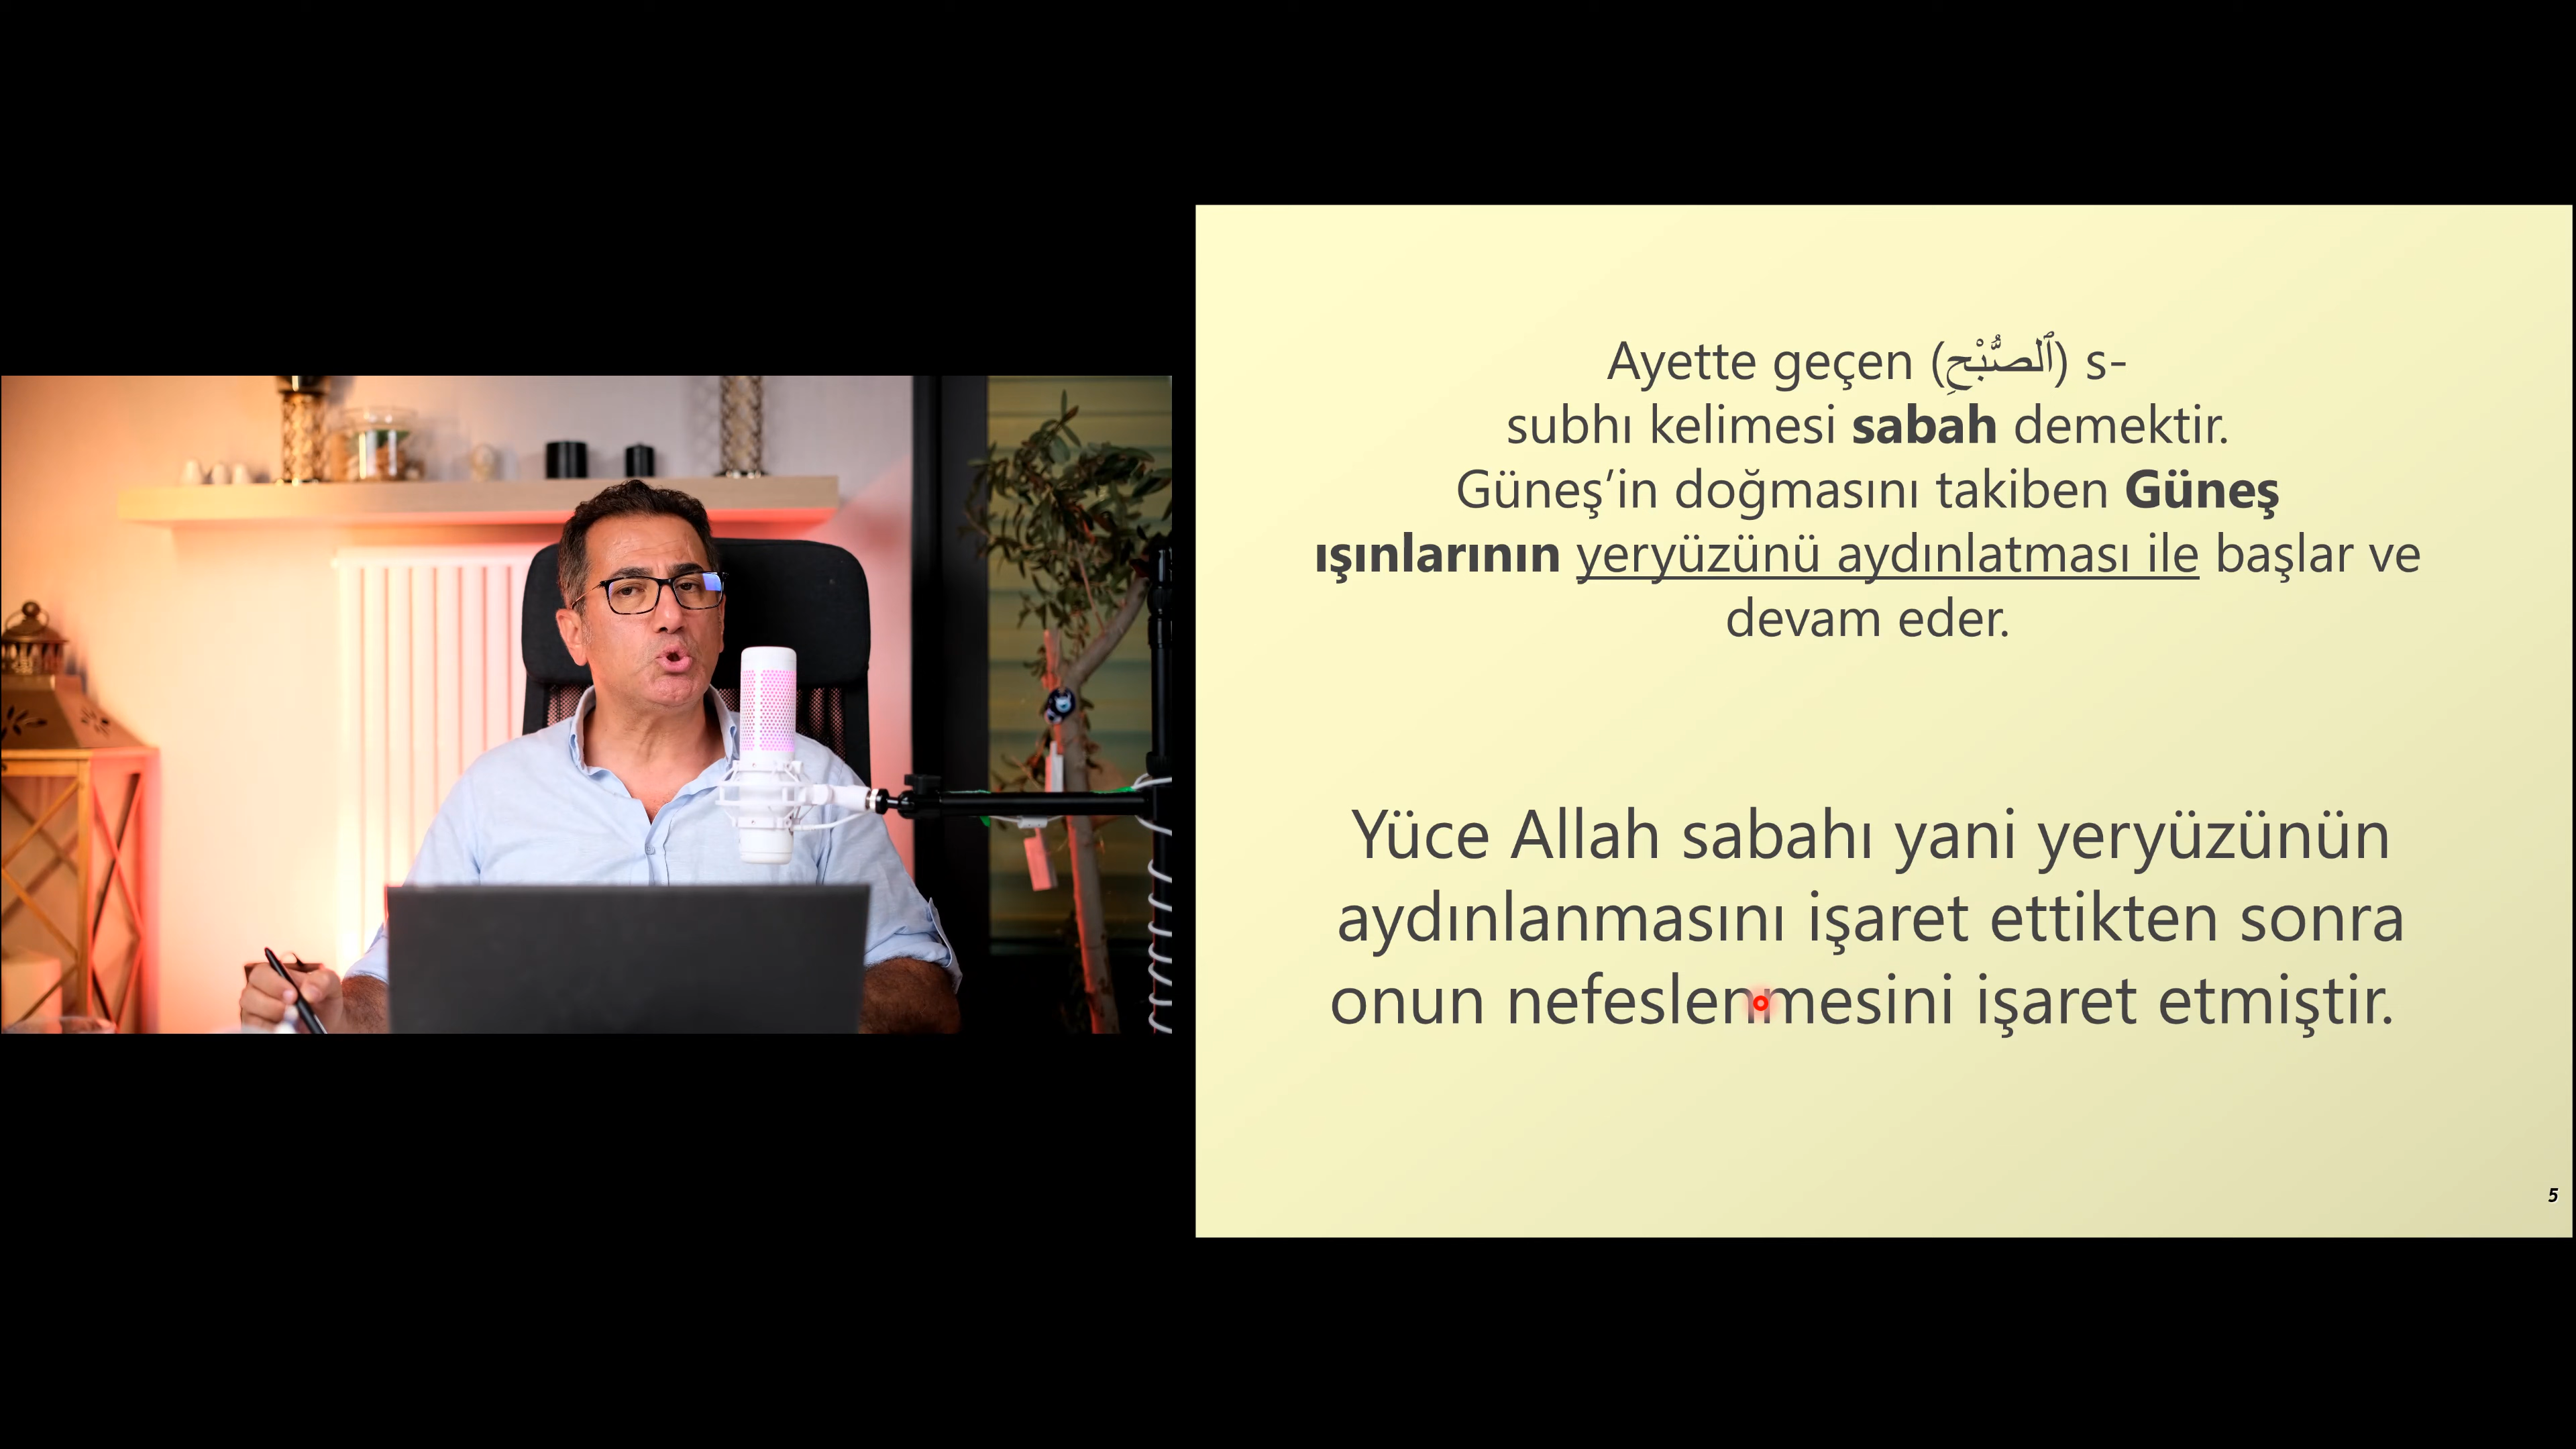 Ayette geçen (ٱلصُّبْحِ) s-
subhı kelimesi sabah demektir.
Güneş’in doğmasını takiben Güneş
ışınlarının yeryüzünü aydınlatması ile başlar ve
devam eder.
Yüce Allah sabahı yani yeryüzünün
aydınlanmasını işaret ettikten sonra
onun nefeslenmesini işaret etmiştir.
5